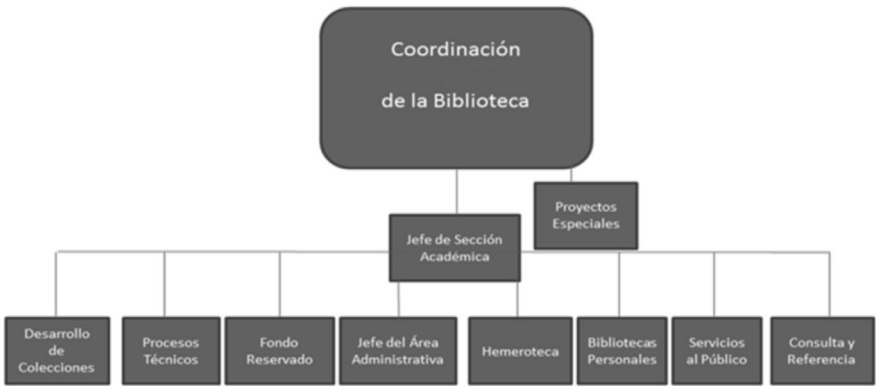 Coordinación
de la Biblioteca
Proyectos
Especiales
Jefe de Sección
Académica
Desarrollo
de
Colecciones
Procesos
Técnicos
Fondo
Reservado
Jefe del Área
Administrativa
Hemeroteca
Bibliotecas
Personales
Servicios
al Público
Consulta y
Referencia